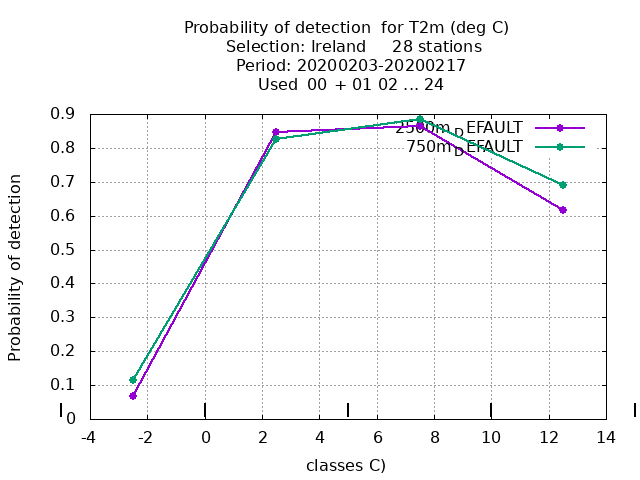 Probability of detection for T2m (deg C)
Selection: Ireland 28 stations
Period: 20200203-20200217
Used 00 + 01 02 ... 24
Probability of detection
0.9
0.8
0.7
0.6
0.5
0.4
0.3
0.2
0.1
0
2500m_DEFAULT
750m_DEFAULT
-4 -2 0 2 4 6 8 10 12 14
classes C)